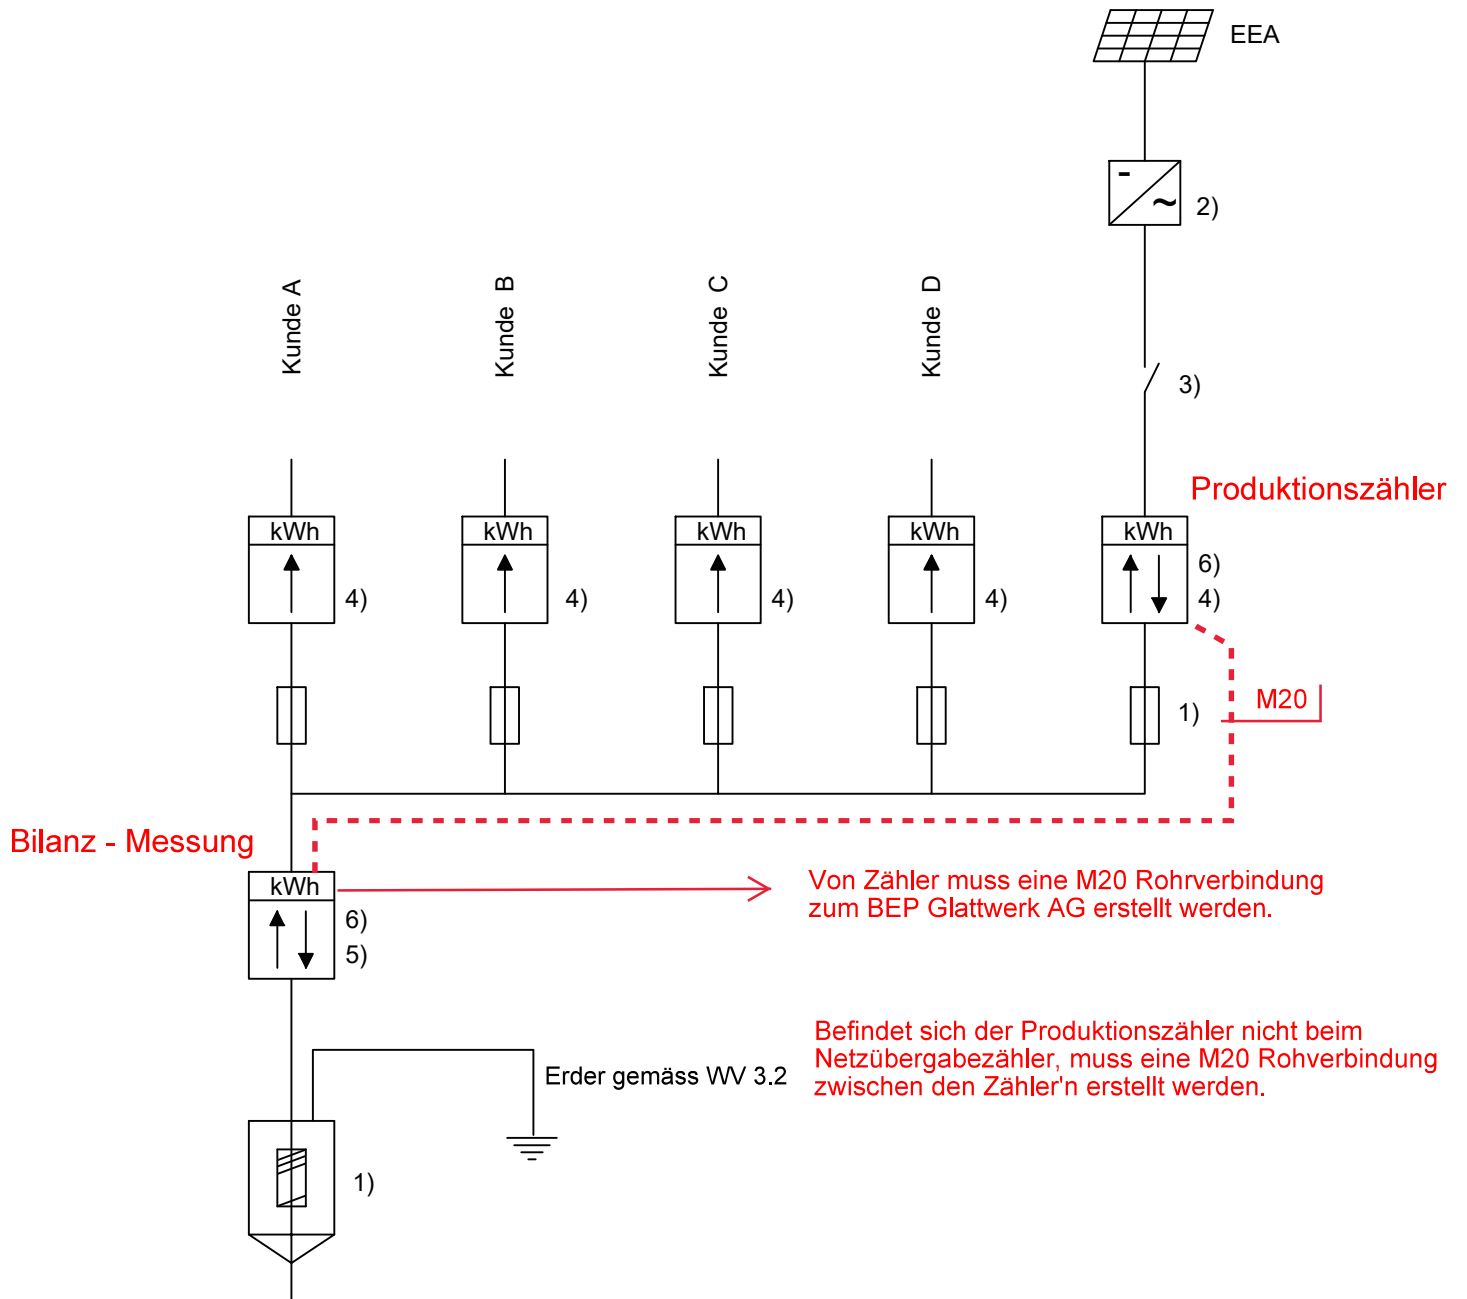 EEA
2)
Kunde A
Kunde B
Kunde C
Kunde D
3)
Produktionszähler
kWh
4)
kWh
4)
kWh
4)
kWh
4)
kWh
6)
4)
1)
M20
Bilanz - Messung
kWh
6)
5)
Von Zähler muss eine M20 Rohrverbindung
zum BEP Glattwerk AG erstellt werden.
Befindet sich der Produktionszähler nicht beim
Netzübergabezähler, muss eine M20 Rohverbindung
zwischen den Zähler'n erstellt werden.
Erder gemäss WV 3.2
1)